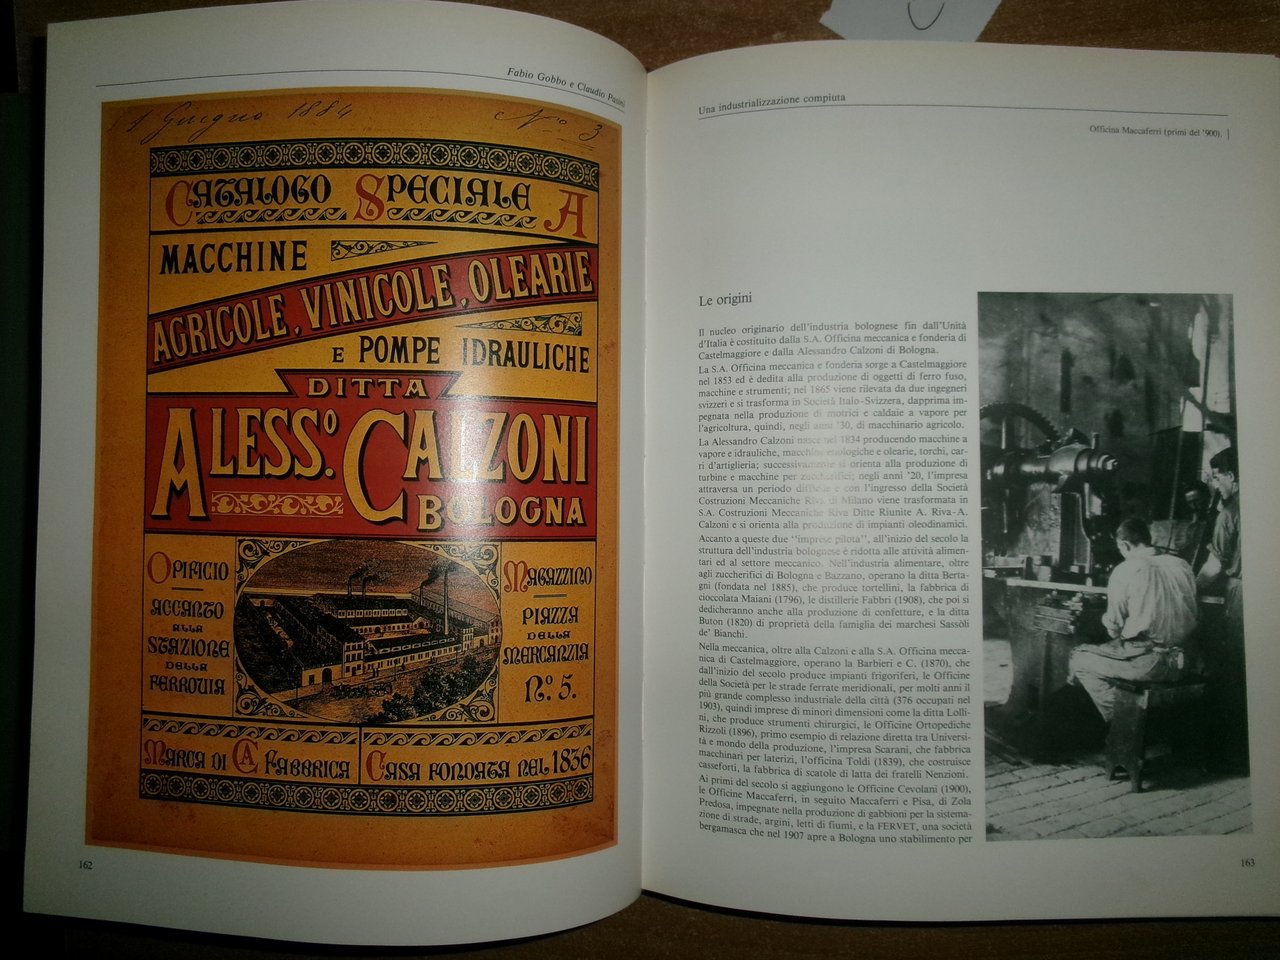 Fabio Gobbo e Claudio Pasini
1 Giugno 1884 No. 3
CATALOGO SPECIALE A
MACCHINE
AGRICOLE, VINICOLE, OLEARIE
E POMPE IDRAULICHE
DITTA
ALESSO. CALZONI
BOLOGNA
OPIFICIO
ACCANTO
ALLA
STAZIONE
DELLA
FERROVIA
MAGAZZINO
PIAZZA
DELLA
MERCANZIA
No. 5.
MARCA DI CA FABBRICA
CASA FONDATA NEL 1836
162
Una industrializzazione compiuta
Officina Maccaferri (primi del '900).
Le origini
Il nucleo originario dell'industria bolognese fin dall'Unità
d'Italia è costituito dalla S.A. Officina meccanica e fonderia di
Castelmaggiore e dalla Alessandro Calzoni di Bologna.
La S.A. Officina meccanica e fonderia sorge a Castelmaggiore
nel 1853 ed è dedita alla produzione di oggetti di ferro fuso,
macchine e strumenti; nel 1865 viene rilevata da due ingegneri
svizzeri e si trasforma in Società Italo-Svizzera, dapprima im-
pegnata nella produzione di motrici e caldaie a vapore per
l'agricoltura, quindi, negli anni '30, di macchinario agricolo.
La Alessandro Calzoni nasce nel 1834 producendo macchine a
vapore e idrauliche, macchine enologiche e olearie, torchi, car-
ri d'artiglieria; successivamente si orienta alla produzione di
turbine e macchine per zuccherifici; negli anni '20, l'impresa
attraversa un periodo difficile e con l'ingresso della Società
Costruzioni Meccaniche Riva di Milano viene trasformata in
S.A. Costruzioni Meccaniche Riva Ditte Riunite A. Riva-A.
Calzoni e si orienta alla produzione di impianti oleodinamici.
Accanto a queste due "imprese pilota", all'inizio del secolo la
struttura dell'industria bolognese è ridotta alle attività alimen-
tari ed al settore meccanico. Nell'industria alimentare, oltre
agli zuccherifici di Bologna e Bazzano, operano la ditta Berta-
gni (fondata nel 1885), che produce tortellini, la fabbrica di
cioccolata Maiani (1796), le distillerie Fabbri (1908), che poi si
dedicheranno anche alla produzione di confetture, e la ditta
Buton (1820) di proprietà della famiglia dei marchesi Sassòli
de' Bianchi.
Nella meccanica, oltre alla Calzoni e alla S.A. Officina mecca-
nica di Castelmaggiore, operano la Barbieri e C. (1870), che
dall'inizio del secolo produce impianti frigoriferi, le Officine
della Società per le strade ferrate meridionali, per molti anni il
più grande complesso industriale della città (376 occupati nel
1903), quindi imprese di minori dimensioni come la ditta Lolli-
ni, che produce strumenti chirurgici, le Officine Ortopediche
Rizzoli (1896), primo esempio di relazione diretta tra Universi-
tà e mondo della produzione, l'impresa Scarani, che fabbrica
macchinari per laterizi, l'officina Toldi (1839), che costruisce
casseforti, la fabbrica di scatole di latta dei fratelli Nenzioni.
Ai primi del secolo si aggiungono le Officine Cevolani (1900),
le Officine Maccaferri, in seguito Maccaferri e Pisa, di Zola
Predosa, impegnate nella produzione di gabbioni per la sistema-
zione di strade, argini, letti di fiumi, e la FERVET, una società
bergamasca che nel 1907 apre a Bologna uno stabilimento per
163